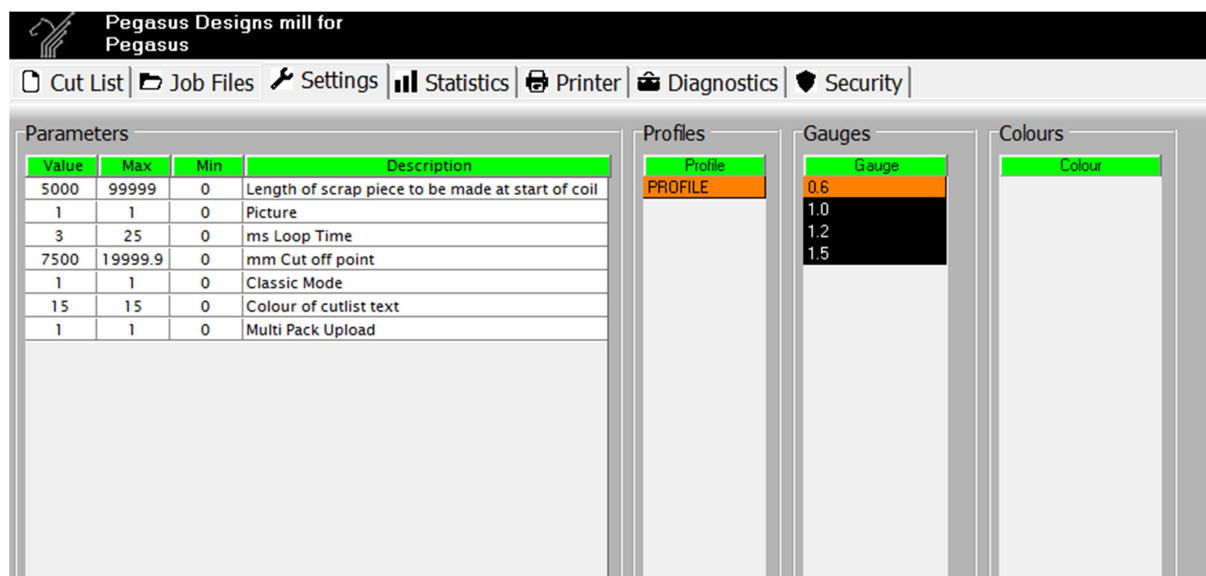 Pegasus Designs mill for
Pegasus
Cut List Job Files Settings Statistics Printer Diagnostics Security
Parameters
Value Max Min Description
5000 99999 0 Length of scrap piece to be made at start of coil
1 1 0 Picture
3 25 0 ms Loop Time
7500 19999.9 0 mm Cut off point
1 1 0 Classic Mode
15 15 0 Colour of cutlist text
1 1 0 Multi Pack Upload
Profiles
Profile
PROFILE
Gauges
Gauge
0.6
1.0
1.2
1.5
Colours
Colour